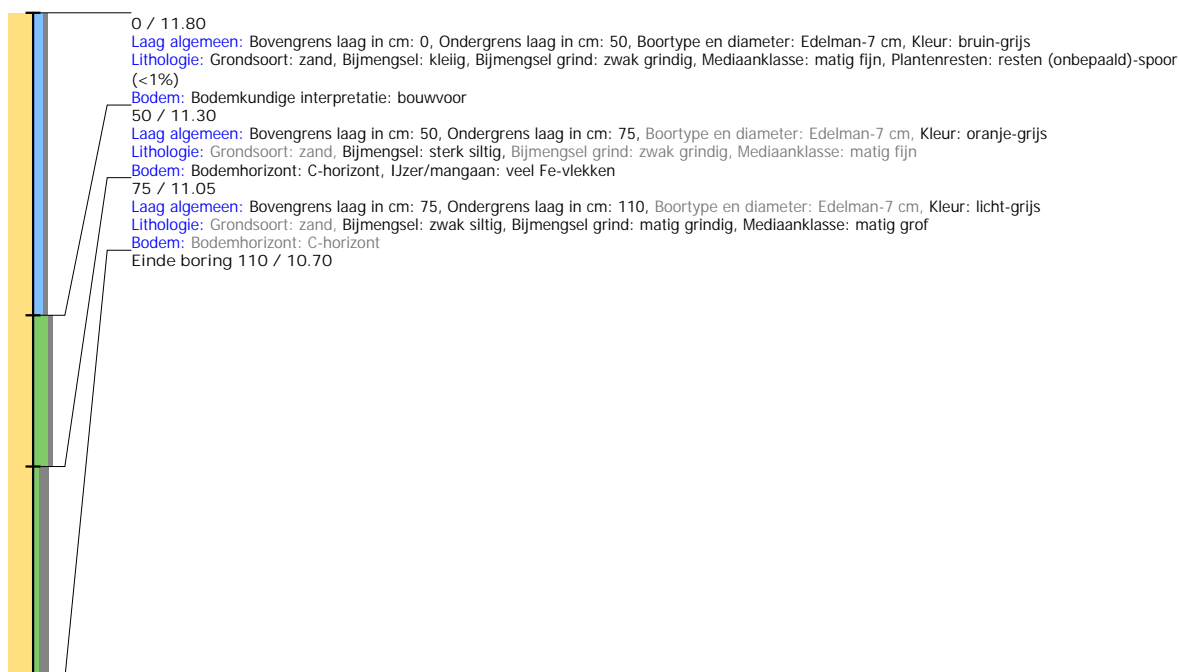 0 / 11.80
Laag algemeen: Bovengrens laag in cm: 0, Ondergrens laag in cm: 50, Boortype en diameter: Edelman-7 cm, Kleur: bruin-grijs
Lithologie: Grondsoort: zand, Bijmengsel: kleiig, Bijmengsel grind: zwak grindig, Mediaanklasse: matig fijn, Plantenresten: resten (onbepaald)-spoor
(<1%)
Bodem: Bodemkundige interpretatie: bouwvoor
50 / 11.30
Laag algemeen: Bovengrens laag in cm: 50, Ondergrens laag in cm: 75, Boortype en diameter: Edelman-7 cm, Kleur: oranje-grijs
Lithologie: Grondsoort: zand, Bijmengsel: sterk siltig, Bijmengsel grind: zwak grindig, Mediaanklasse: matig fijn
Bodem: Bodemhorizont: C-horizont, IJzer/mangaan: veel Fe-vlekken
75 / 11.05
Laag algemeen: Bovengrens laag in cm: 75, Ondergrens laag in cm: 110, Boortype en diameter: Edelman-7 cm, Kleur: licht-grijs
Lithologie: Grondsoort: zand, Bijmengsel: zwak siltig, Bijmengsel grind: matig grindig, Mediaanklasse: matig grof
Bodem: Bodemhorizont: C-horizont
Einde boring 110 / 10.70